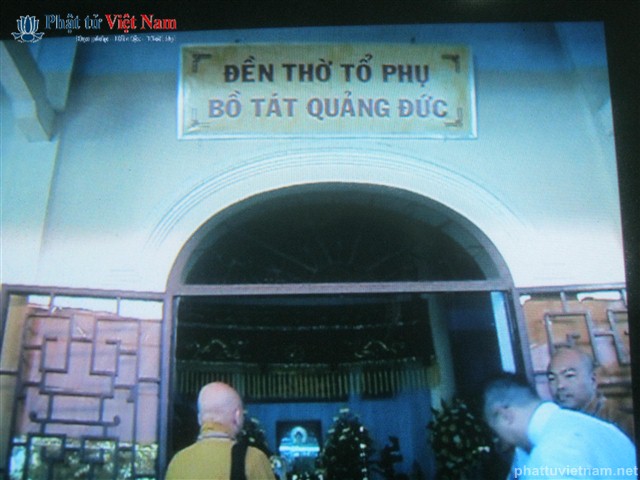 Phật tử Việt Nam
ĐỀN THỜ TỔ PHỤ
BỒ TÁT QUẢNG ĐỨC
phattuvietnam.net